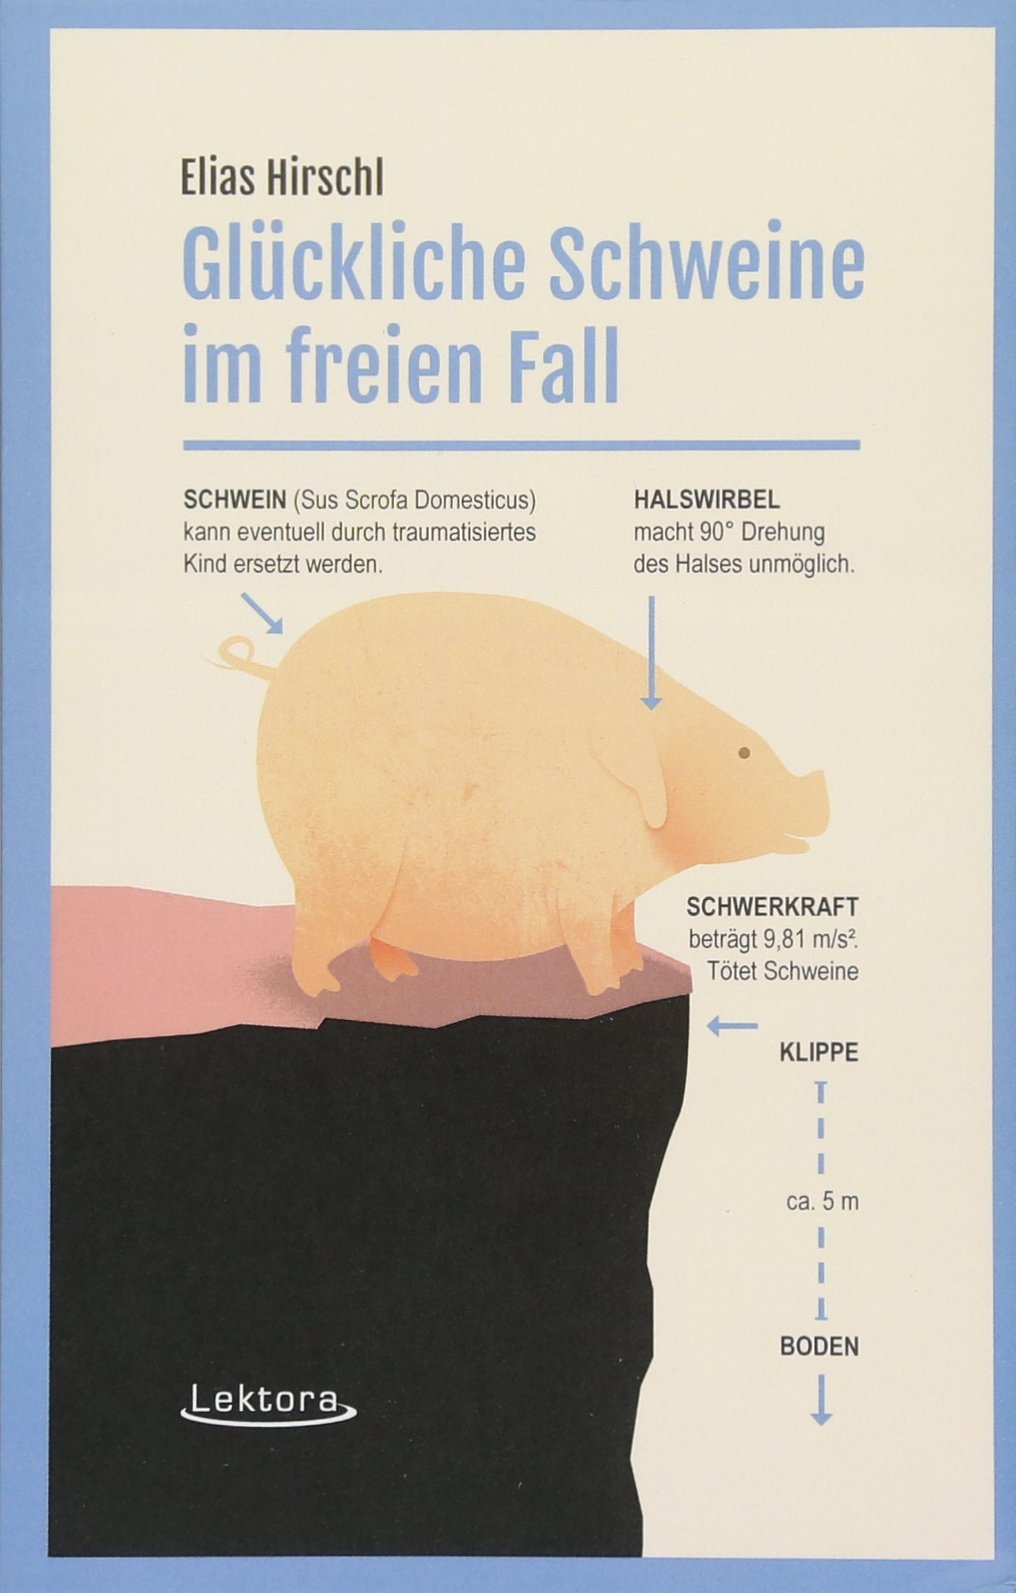 Elias Hirschl
Glückliche Schweine
im freien Fall
SCHWEIN (Sus Scrofa Domesticus)
kann eventuell durch traumatisiertes
Kind ersetzt werden.
HALSWIRBEL
macht 90° Drehung
des Halses unmöglich.
SCHWERKRAFT
beträgt 9,81 m/s².
Tötet Schweine
KLIPPE
ca. 5 m
BODEN
Lektora